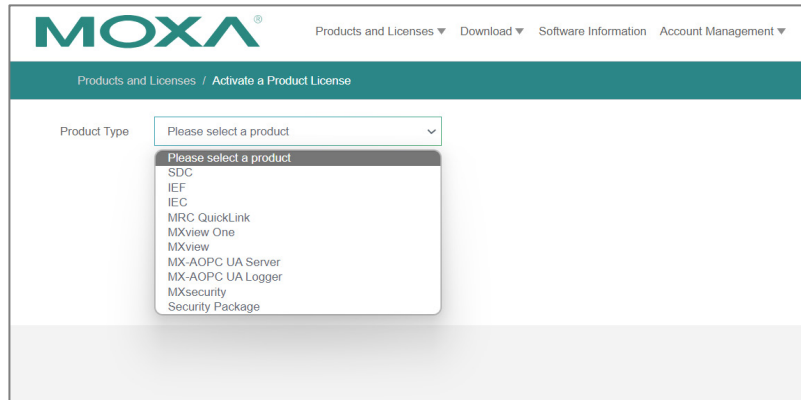 MOXA®
Products and Licenses ▼ Download ▼ Software Information Account Management ▼
Products and Licenses / Activate a Product License
Product Type Please select a product
Please select a product
SDC
IEF
IEC
MRC QuickLink
MXview One
MXview
MX-AOPC UA Server
MX-AOPC UA Logger
MXsecurity
Security Package